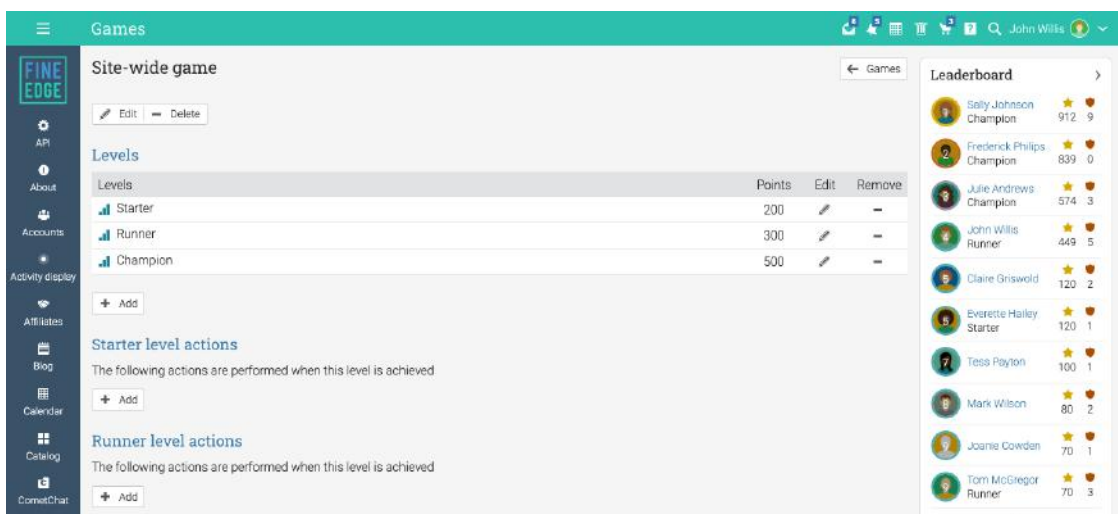 Games
8
5
3
John Willis
FINE
EDGE
API
About
Accounts
Activity display
Affiliates
Blog
Calendar
Catalog
CometChat
Site-wide game
Games
Edit
Delete
Levels
Levels Points Edit Remove
Starter 200
Runner 300
Champion 500
Add
Starter level actions
The following actions are performed when this level is achieved
Add
Runner level actions
The following actions are performed when this level is achieved
Add
Leaderboard
Sally Johnson
Champion 912 9
Frederick Philips
Champion 839 0
Julie Andrews
Champion 574 3
John Willis
Runner 449 5
Claire Griswold
120 2
Everette Hailey
Starter 120 1
Tess Payton
100 1
Mark Wilson
80 2
Joanie Cowden
70 1
Tom McGregor
Runner 70 3